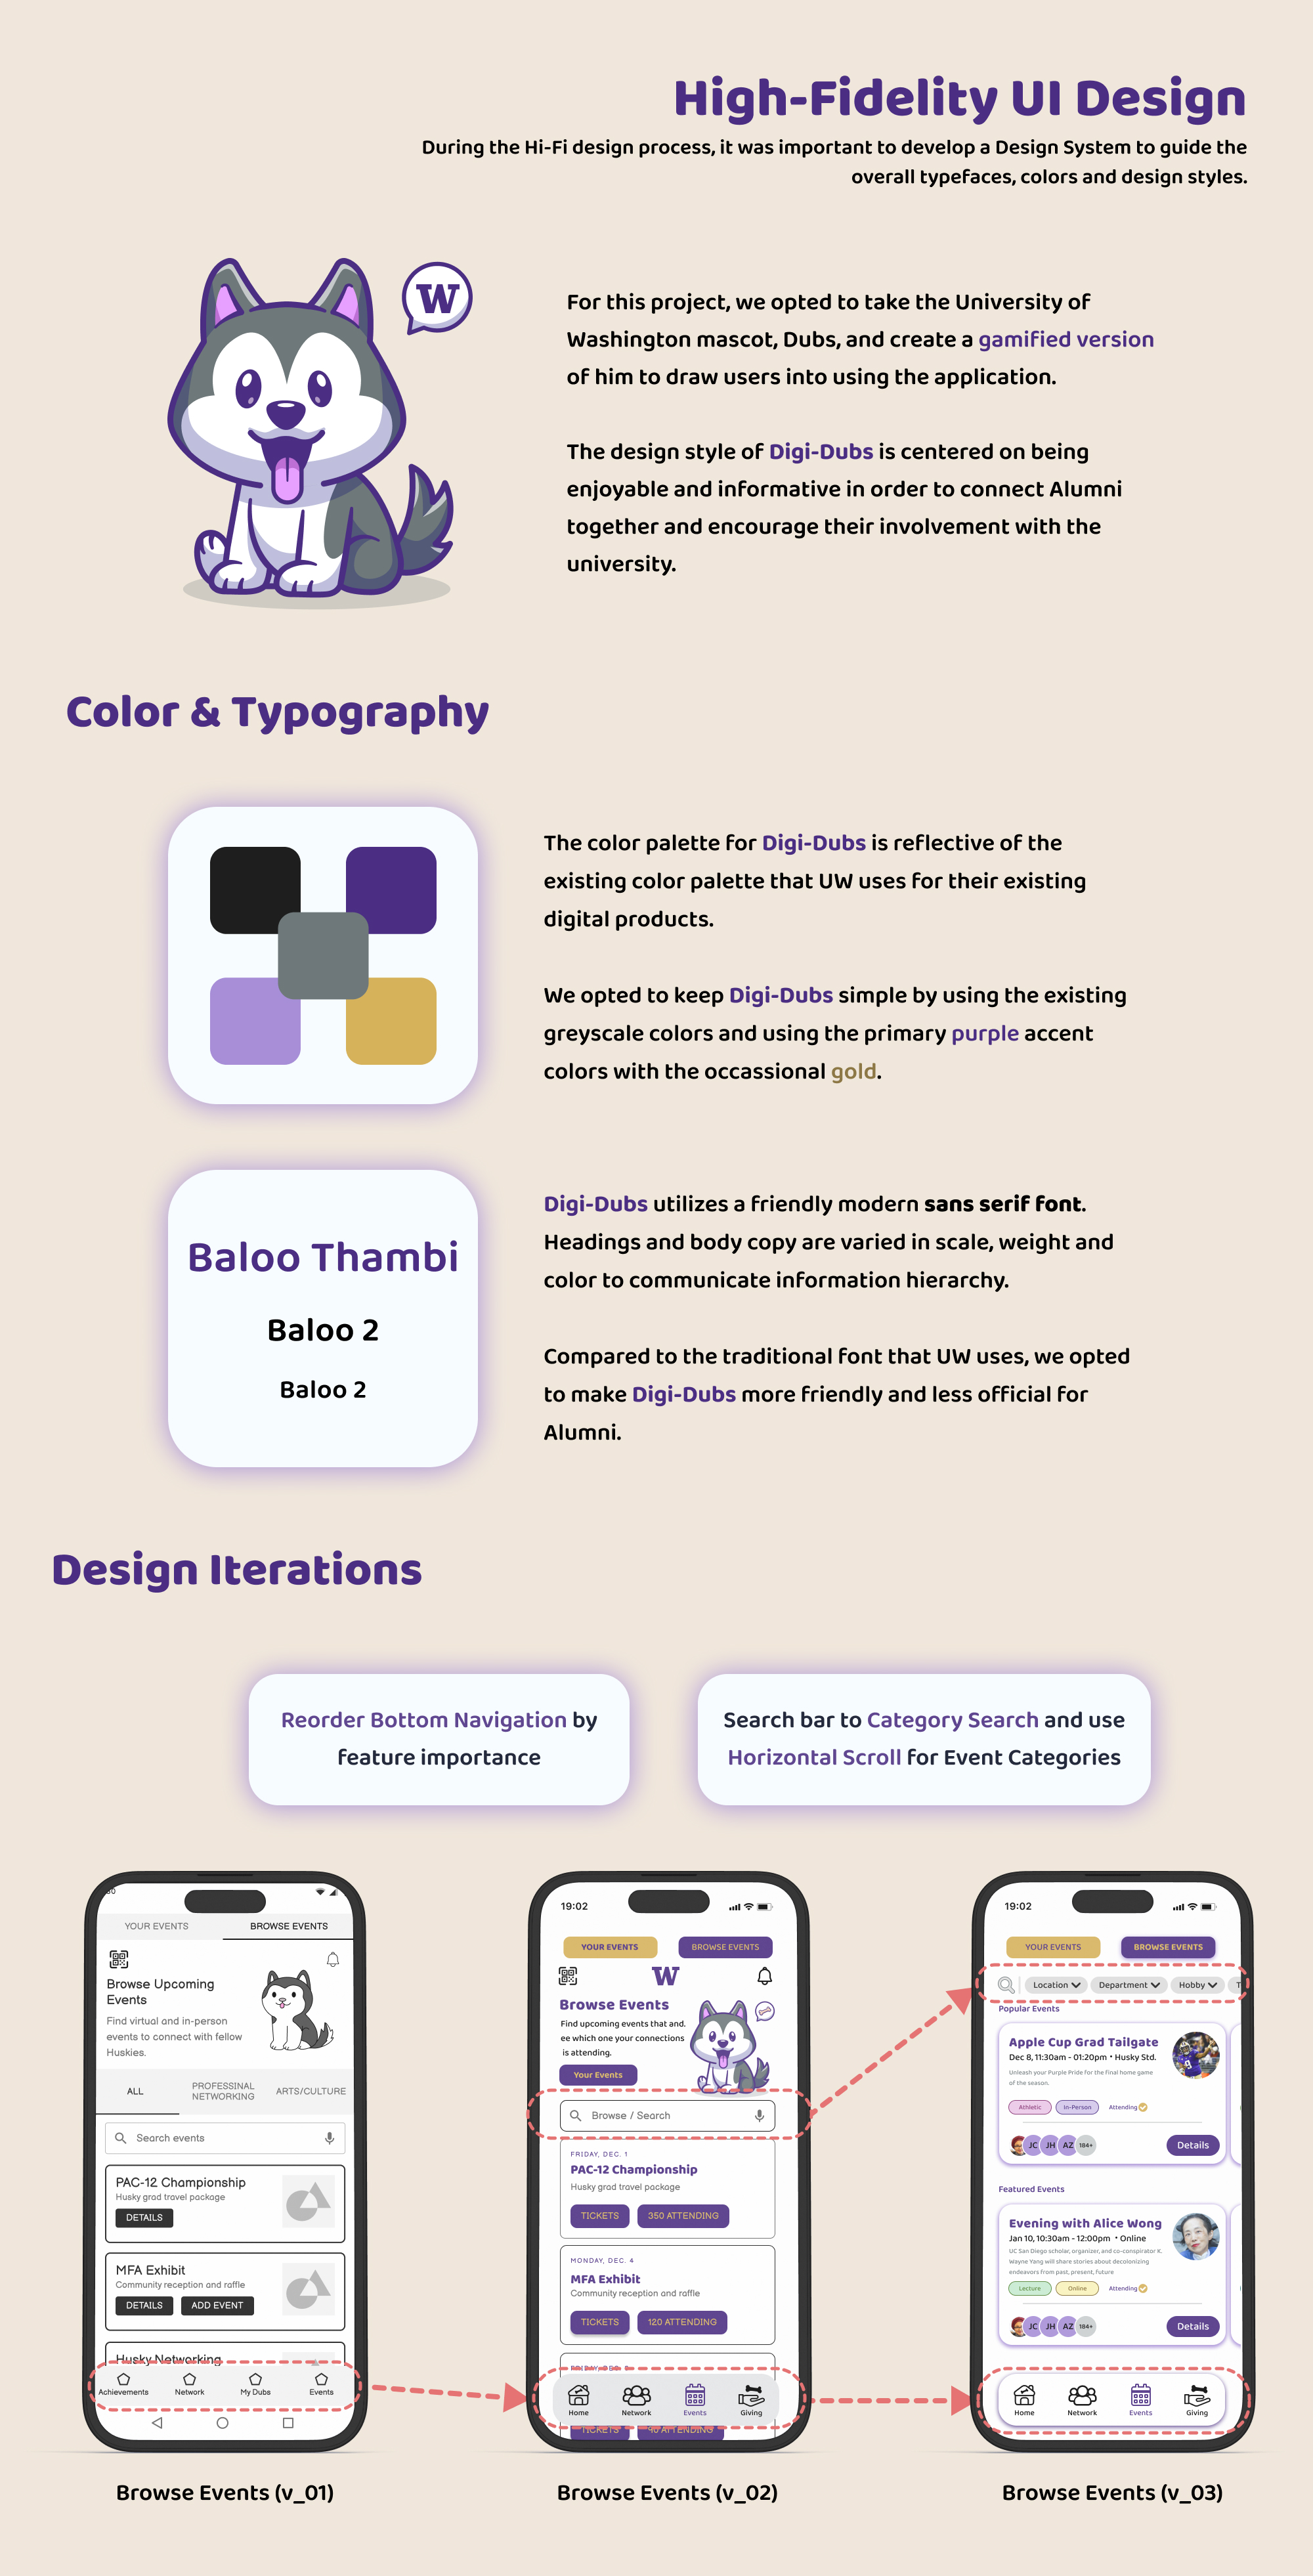 High-Fidelity UI Design
During the Hi-Fi design process, it was important to develop a Design System to guide the
overall typefaces, colors and design styles.
W
For this project, we opted to take the University of
Washington mascot, Dubs, and create a gamified version
of him to draw users into using the application.
The design style of Digi-Dubs is centered on being
enjoyable and informative in order to connect Alumni
together and encourage their involvement with the
university.
Color & Typography
The color palette for Digi-Dubs is reflective of the
existing color palette that UW uses for their existing
digital products.
We opted to keep Digi-Dubs simple by using the existing
greyscale colors and using the primary purple accent
colors with the occassional gold.
Baloo Thambi
Baloo 2
Baloo 2
Digi-Dubs utilizes a friendly modern sans serif font.
Headings and body copy are varied in scale, weight and
color to communicate information hierarchy.
Compared to the traditional font that UW uses, we opted
to make Digi-Dubs more friendly and less official for
Alumni.
Design Iterations
Reorder Bottom Navigation by
feature importance
Search bar to Category Search and use
Horizontal Scroll for Event Categories
YOUR EVENTS BROWSE EVENTS
Browse Upcoming
Events
Find virtual and in-person
events to connect with fellow
Huskies.
ALL
PROFESSINAL
NETWORKING
ARTS/CULTURE
Search events
PAC-12 Championship
Husky grad travel package
DETAILS
MFA Exhibit
Community reception and raffle
DETAILS ADD EVENT
Husky Networking
Achievements Network My Dubs Events
Browse Events (v_01)
19:02
YOUR EVENTS BROWSE EVENTS
W
Browse Events
Find upcoming events that and.
ee which one your connections
is attending.
Your Events
Browse / Search
FRIDAY, DEC. 1
PAC-12 Championship
Husky grad travel package
TICKETS 350 ATTENDING
MONDAY, DEC. 4
MFA Exhibit
Community reception and raffle
TICKETS 120 ATTENDING
TICKETS 40 ATTENDING
Home Network Events Giving
Browse Events (v_02)
19:02
YOUR EVENTS BROWSE EVENTS
Location Department Hobby T
Popular Events
Apple Cup Grad Tailgate
Dec 8, 11:30am - 01:20pm • Husky Std.
Unleash your Purple Pride for the final home game
of the season.
Athletic In-Person Attending
JC JH AZ 184+ Details
Featured Events
Evening with Alice Wong
Jan 10, 10:30am - 12:00pm • Online
UC San Diego scholar, organizer, and co-conspirator K.
Wayne Yang will share stories about decolonizing
endeavors from past, present, future
Lecture Online Attending
JC JH AZ 184+ Details
Home Network Events Giving
Browse Events (v_03)